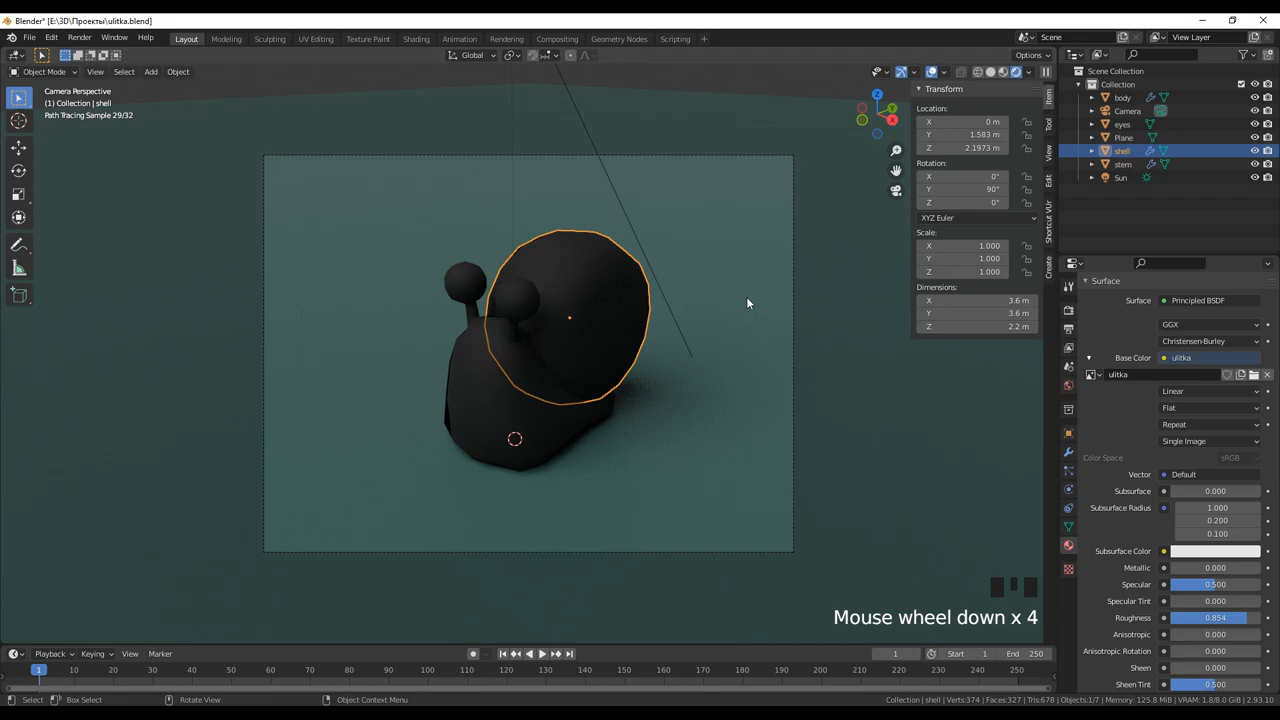 Blender* [E:\3D\Проекты\ulitka.blend]
File Edit Render Window Help Layout Modeling Sculpting UV Editing Texture Paint Shading Animation Rendering Compositing Geometry Nodes Scripting + Scene View Layer
Global Options
Object Mode View Select Add Object
Camera Perspective
(1) Collection | shell
Path Tracing Sample 29/32
Transform
Location:
X 0 m
Y 1.583 m
Z 2.1973 m
Rotation:
X 0°
Y 90°
Z 0°
XYZ Euler
Scale:
X 1.000
Y 1.000
Z 1.000
Dimensions:
X 3.6 m
Y 3.6 m
Z 2.2 m
Item
Tool
View
Edit
Shortcut VUr
Create
Scene Collection
Collection
body
Camera
eyes
Plane
shell
stem
Sun
Surface
Surface Principled BSDF
GGX
Christensen-Burley
Base Color ulitka
ulitka
Linear
Flat
Repeat
Single Image
Color Space sRGB
Vector Default
Subsurface 0.000
Subsurface Radius 1.000
0.200
0.100
Subsurface Color
Metallic 0.000
Specular 0.500
Specular Tint 0.000
Roughness 0.854
Anisotropic 0.000
Anisotropic Rotation 0.000
Sheen 0.000
Sheen Tint 0.500
Mouse wheel down x 4
Playback Keying View Marker 1 Start 1 End 250
1 10 20 30 40 50 60 70 80 90 100 110 120 130 140 150 160 170 180 190 200 210 220 230 240 250
Select Box Select Rotate View Object Context Menu Collection | shell | Verts:374 | Faces:327 | Tris:678 | Objects:1/7 | Memory: 125.8 MiB | VRAM: 1.8/8.0 GiB | 2.93.10